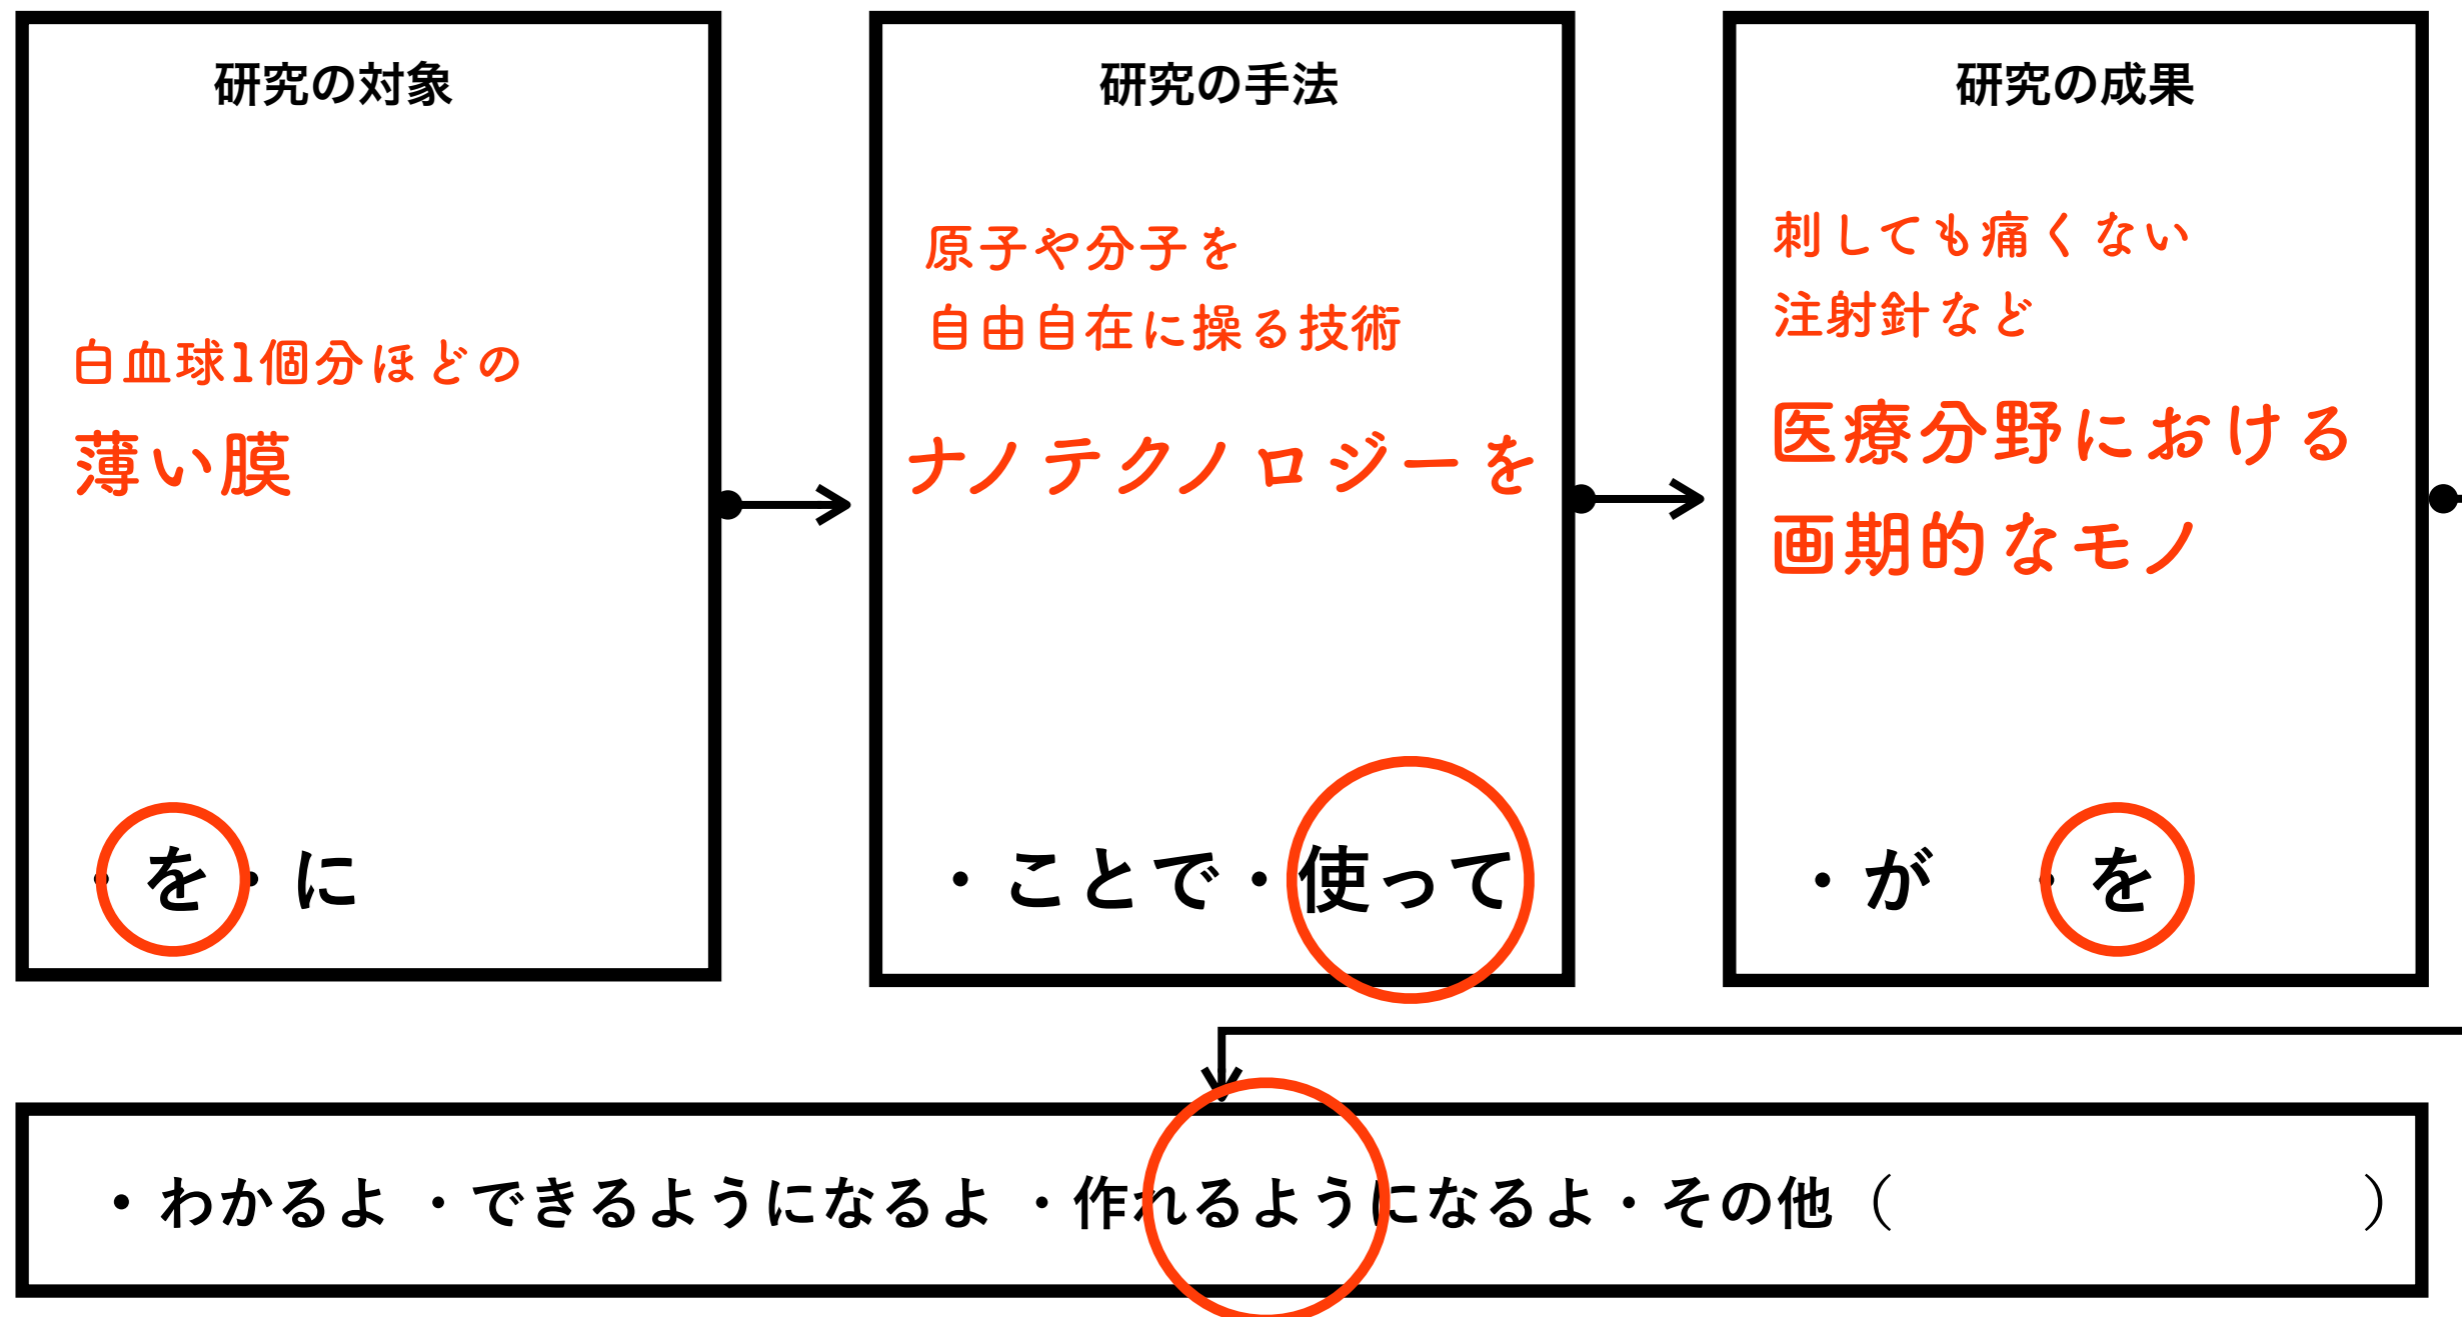 研究の対象
白血球1個分ほどの
薄い膜
・を・に
研究の手法
原子や分子を
自由自在に操る技術
ナノテクノロジーを
・ことで・使って
研究の成果
刺しても痛くない
注射針など
医療分野における
画期的なモノ
・が ・を
・わかるよ ・できるようになるよ ・作れるようになるよ・その他（ ）